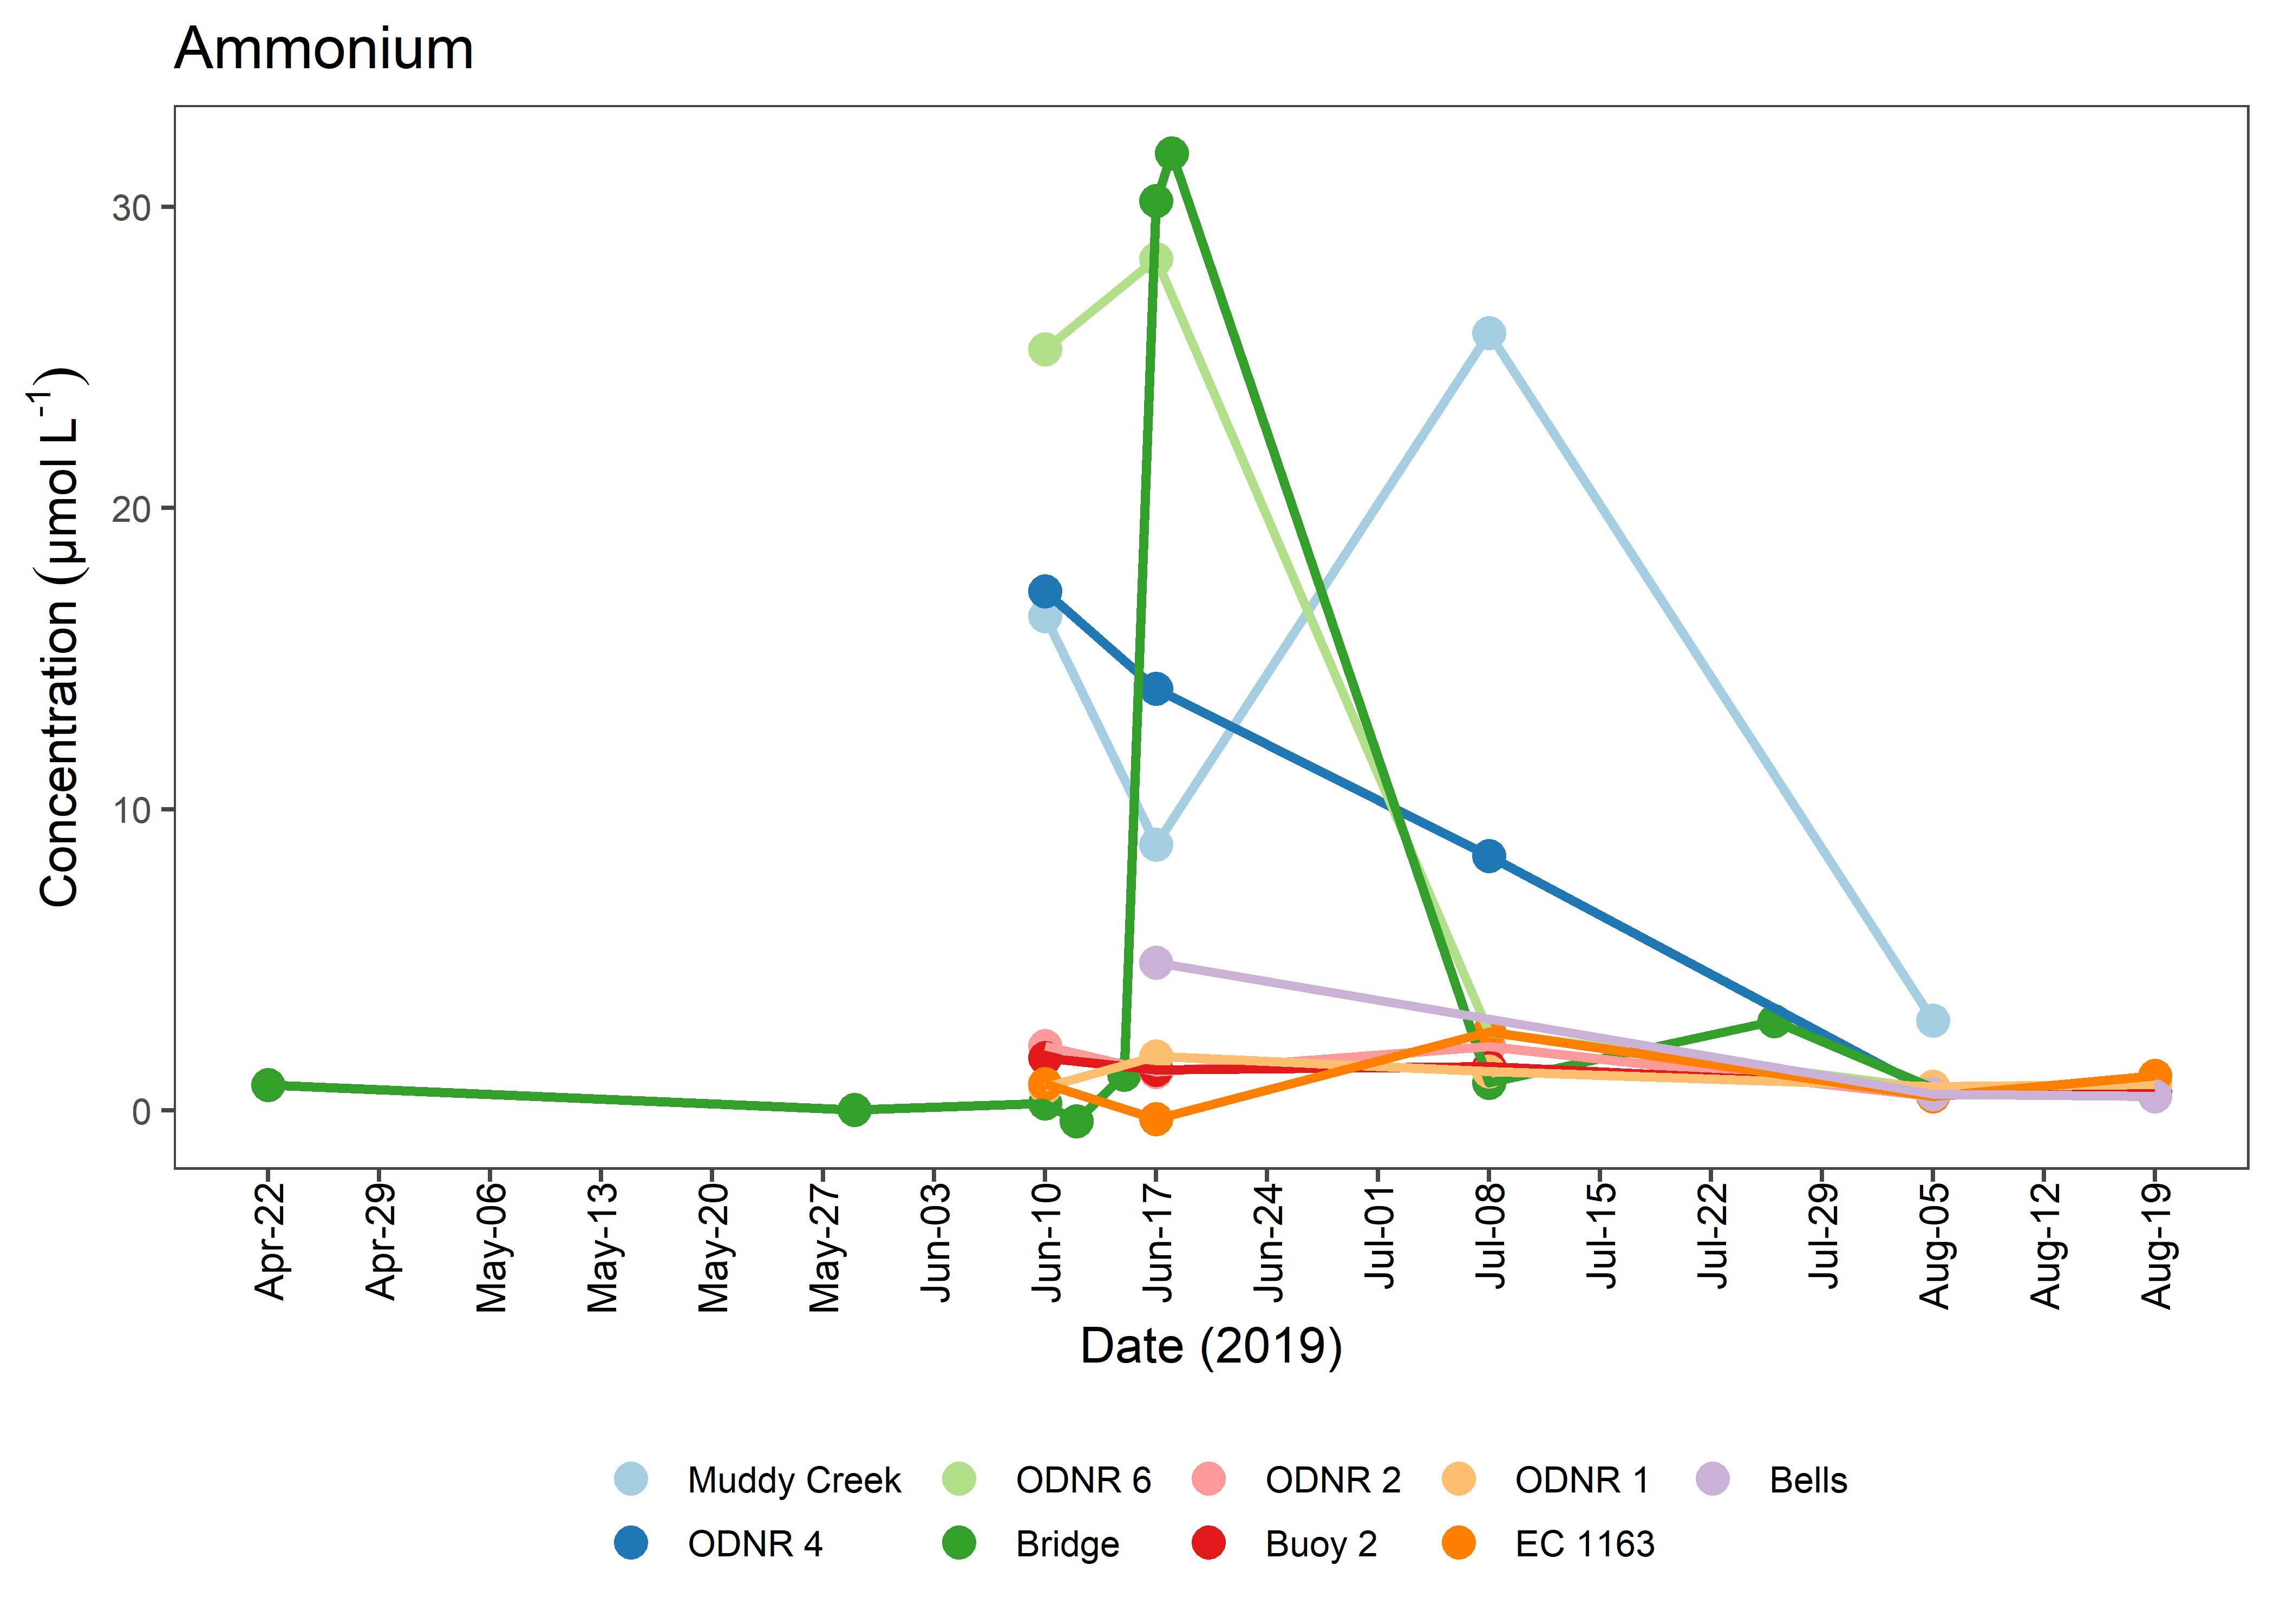 Ammonium
Concentration (µmol L⁻¹)
30
20
10
0
Apr-22
Apr-29
May-06
May-13
May-20
May-27
Jun-03
Jun-10
Jun-17
Jun-24
Jul-01
Jul-08
Jul-15
Jul-22
Jul-29
Aug-05
Aug-12
Aug-19
Date (2019)
Muddy Creek ODNR 6 ODNR 2 ODNR 1 Bells
ODNR 4 Bridge Buoy 2 EC 1163